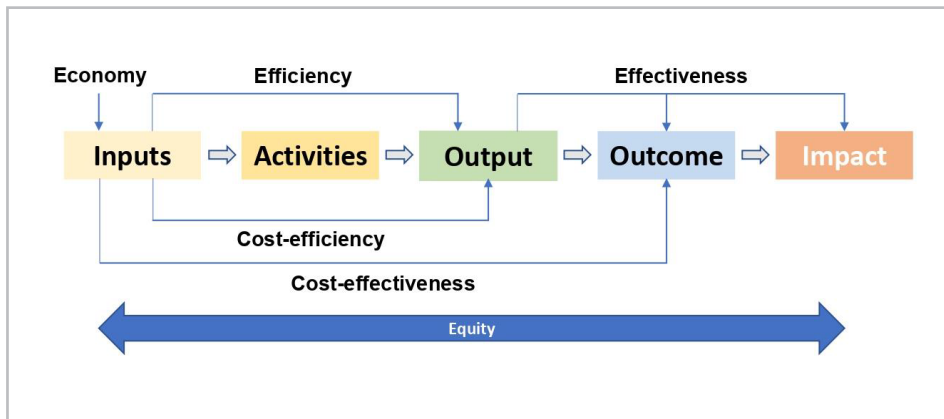 Economy
Efficiency
Effectiveness
Inputs
Activities
Output
Outcome
Impact
Cost-efficiency
Cost-effectiveness
Equity